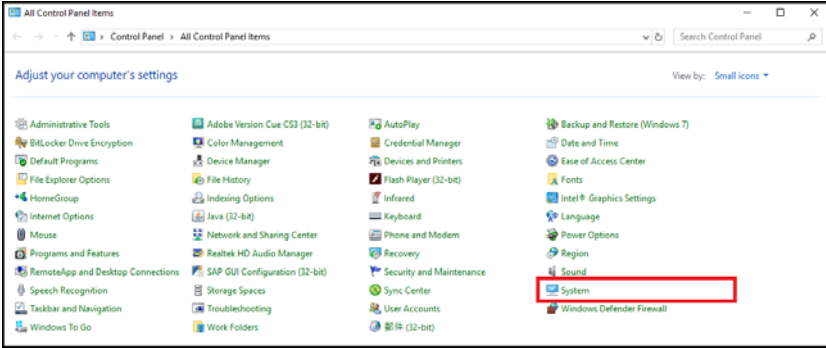 All Control Panel Items
Control Panel › All Control Panel Items
Search Control Panel
Adjust your computer's settings
View by: Small icons
Administrative Tools
Adobe Version Cue CS3 (32-bit)
AutoPlay
Backup and Restore (Windows 7)
BitLocker Drive Encryption
Color Management
Credential Manager
Date and Time
Default Programs
Device Manager
Devices and Printers
Ease of Access Center
File Explorer Options
File History
Flash Player (32-bit)
Fonts
HomeGroup
Indexing Options
Infrared
Intel® Graphics Settings
Internet Options
Java (32-bit)
Keyboard
Language
Mouse
Network and Sharing Center
Phone and Modem
Power Options
Programs and Features
Realtek HD Audio Manager
Recovery
Region
RemoteApp and Desktop Connections
SAP GUI Configuration (32-bit)
Security and Maintenance
Sound
Speech Recognition
Storage Spaces
Sync Center
System
Taskbar and Navigation
Troubleshooting
User Accounts
Windows Defender Firewall
Windows To Go
Work Folders
郵件 (32-bit)